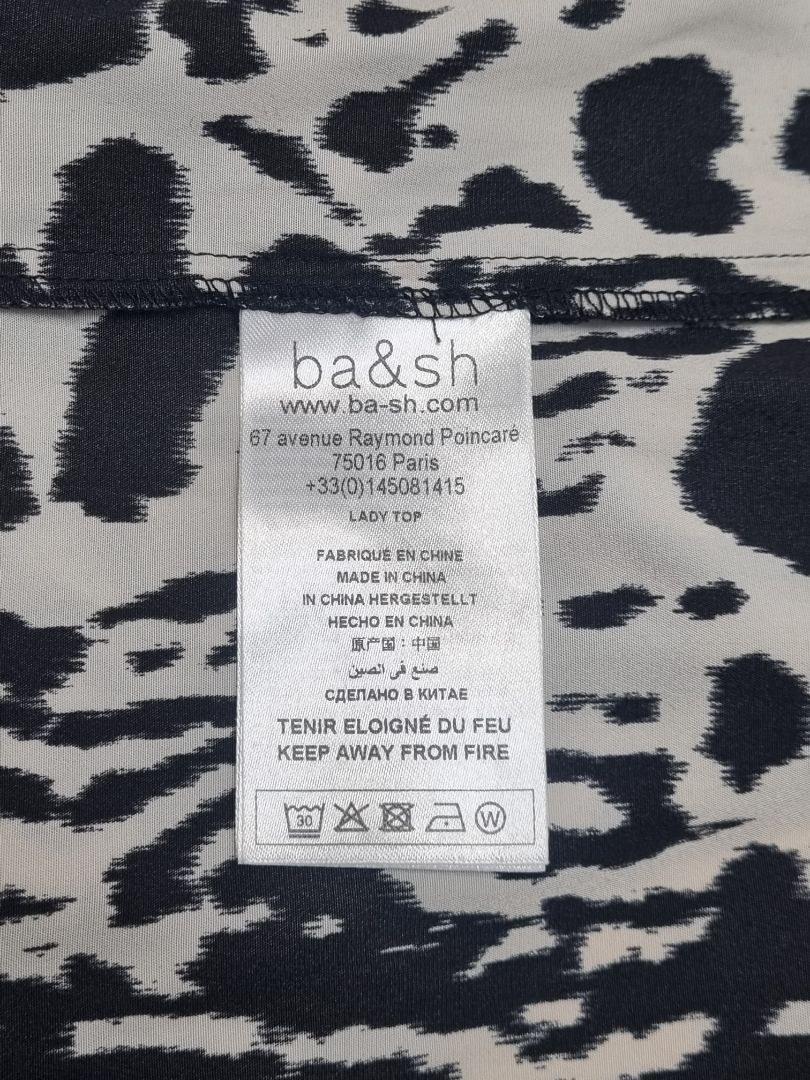 ba&sh
www.ba-sh.com
67 avenue Raymond Poincaré
75016 Paris
+33(0)145081415
LADY TOP
FABRIQUÉ EN CHINE
MADE IN CHINA
IN CHINA HERGESTELLT
HECHO EN CHINA
原产国：中国
صنع في الصين
СДЕЛАНО В КИТАЕ
TENIR ELOIGNÉ DU FEU
KEEP AWAY FROM FIRE
30 W